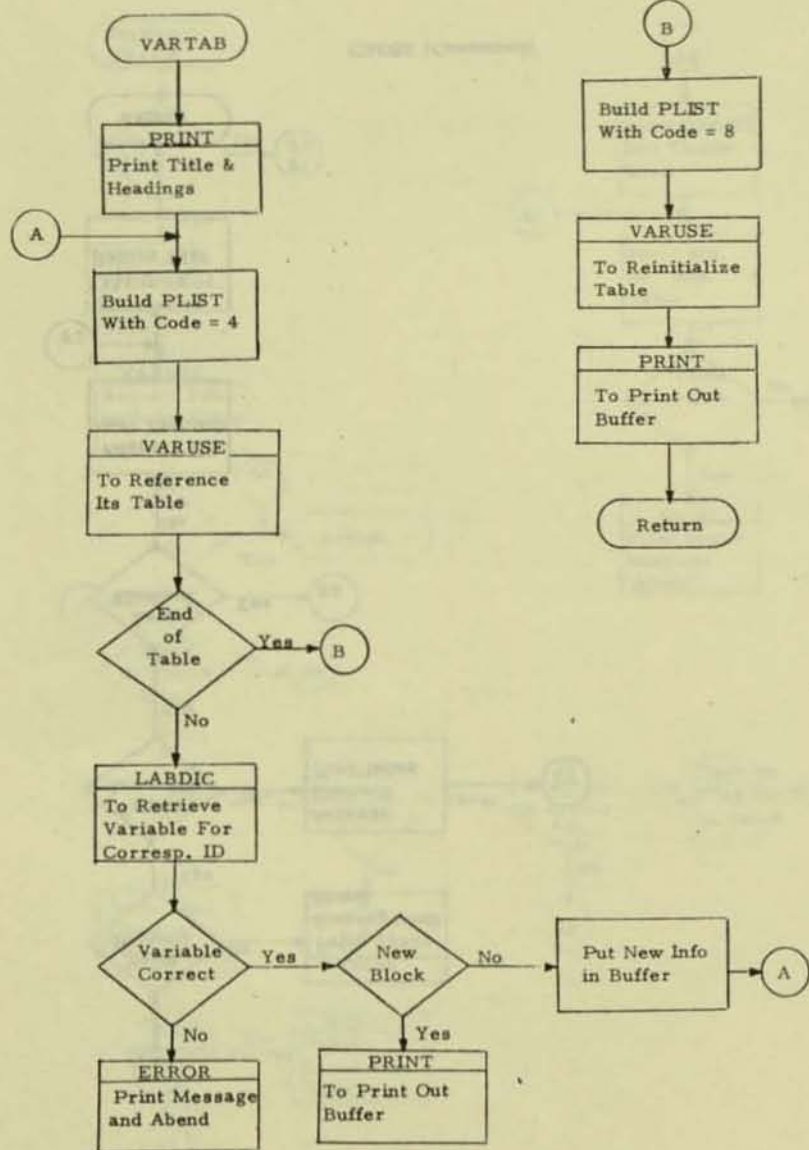 VARTAB
PRINT
Print Title &
Headings
A
Build PLIST
With Code = 4
VARUSE
To Reference
Its Table
End
of
Table
Yes
B
No
LABDIC
To Retrieve
Variable For
Corresp. ID
Variable
Correct
Yes
New
Block
No
Put New Info
in Buffer
A
No
ERROR
Print Message
and Abend
Yes
PRINT
To Print Out
Buffer
B
Build PLIST
With Code = 8
VARUSE
To Reinitialize
Table
PRINT
To Print Out
Buffer
Return